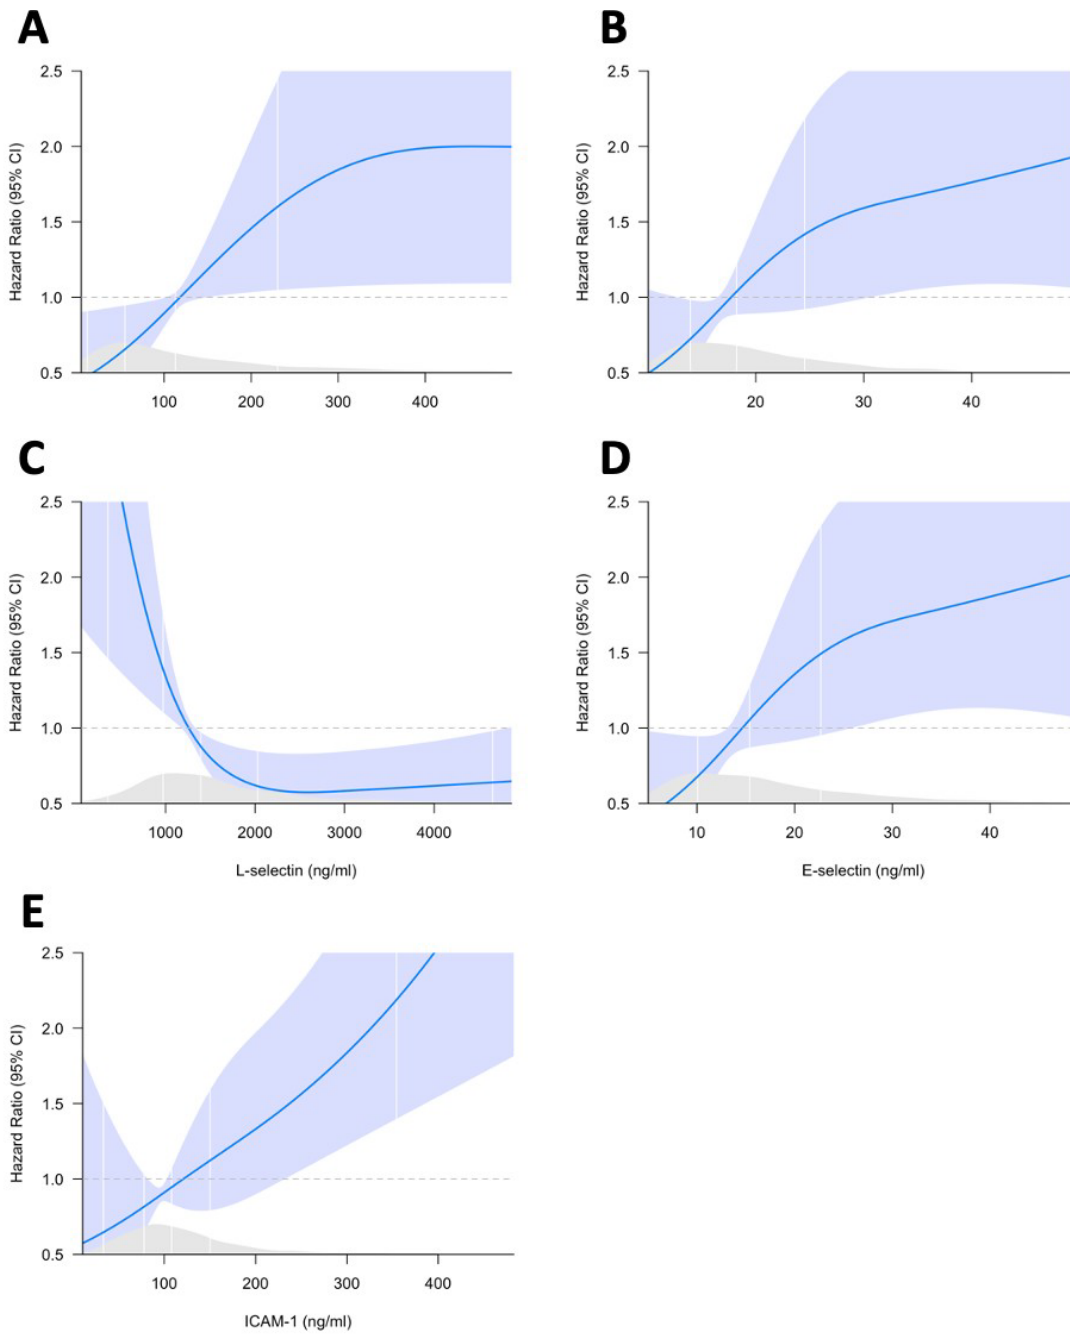 A
B
Hazard Ratio (95% CI)
2.5
2.0
1.5
1.0
0.5
100 200 300 400
Hazard Ratio (95% CI)
2.5
2.0
1.5
1.0
0.5
20 30 40
C
D
Hazard Ratio (95% CI)
2.5
2.0
1.5
1.0
0.5
1000 2000 3000 4000
L-selectin (ng/ml)
Hazard Ratio (95% CI)
2.5
2.0
1.5
1.0
0.5
10 20 30 40
E-selectin (ng/ml)
E
Hazard Ratio (95% CI)
2.5
2.0
1.5
1.0
0.5
100 200 300 400
ICAM-1 (ng/ml)